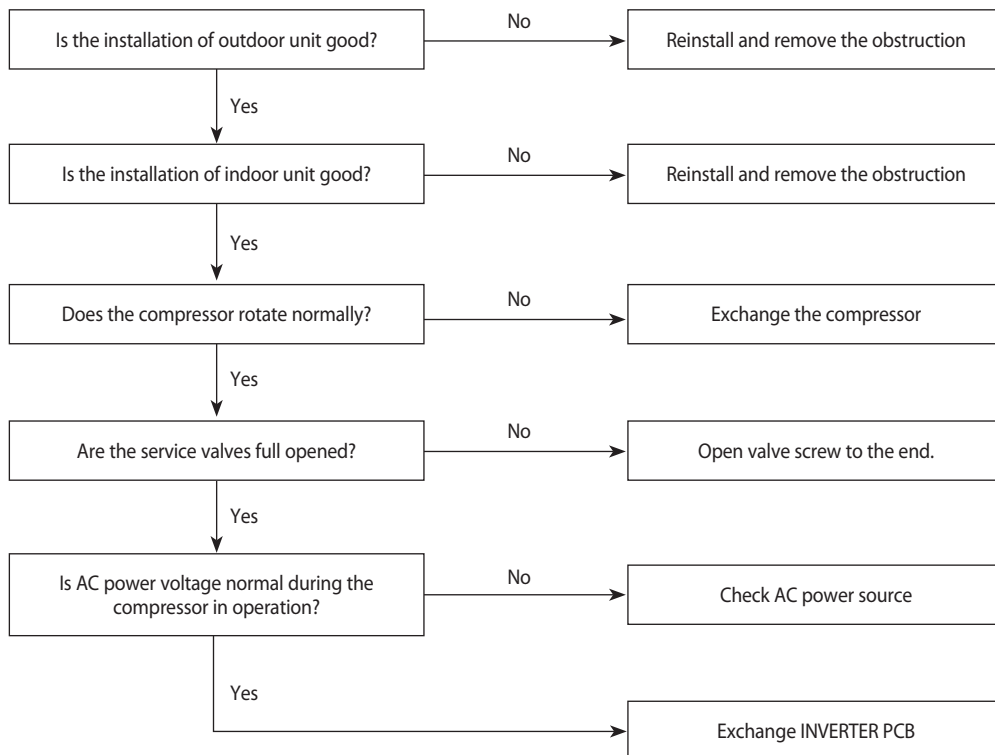 Is the installation of outdoor unit good?
No
Reinstall and remove the obstruction
Yes
Is the installation of indoor unit good?
No
Reinstall and remove the obstruction
Yes
Does the compressor rotate normally?
No
Exchange the compressor
Yes
Are the service valves full opened?
No
Open valve screw to the end.
Yes
Is AC power voltage normal during the
compressor in operation?
No
Check AC power source
Yes
Exchange INVERTER PCB